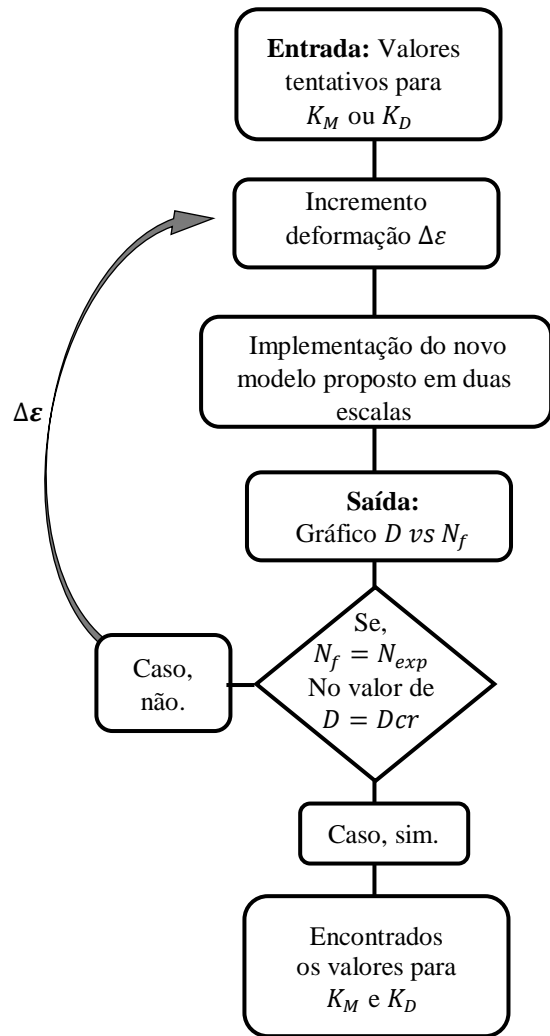 Entrada: Valores
tentativos para
K_M ou K_D
Incremento
deformação Δε
Implementação do novo
modelo proposto em duas
escalas
Δε
Saída:
Gráfico D vs N_f
Se,
N_f = N_exp
No valor de
D = Dcr
Caso,
não.
Caso, sim.
Encontrados
os valores para
K_M e K_D